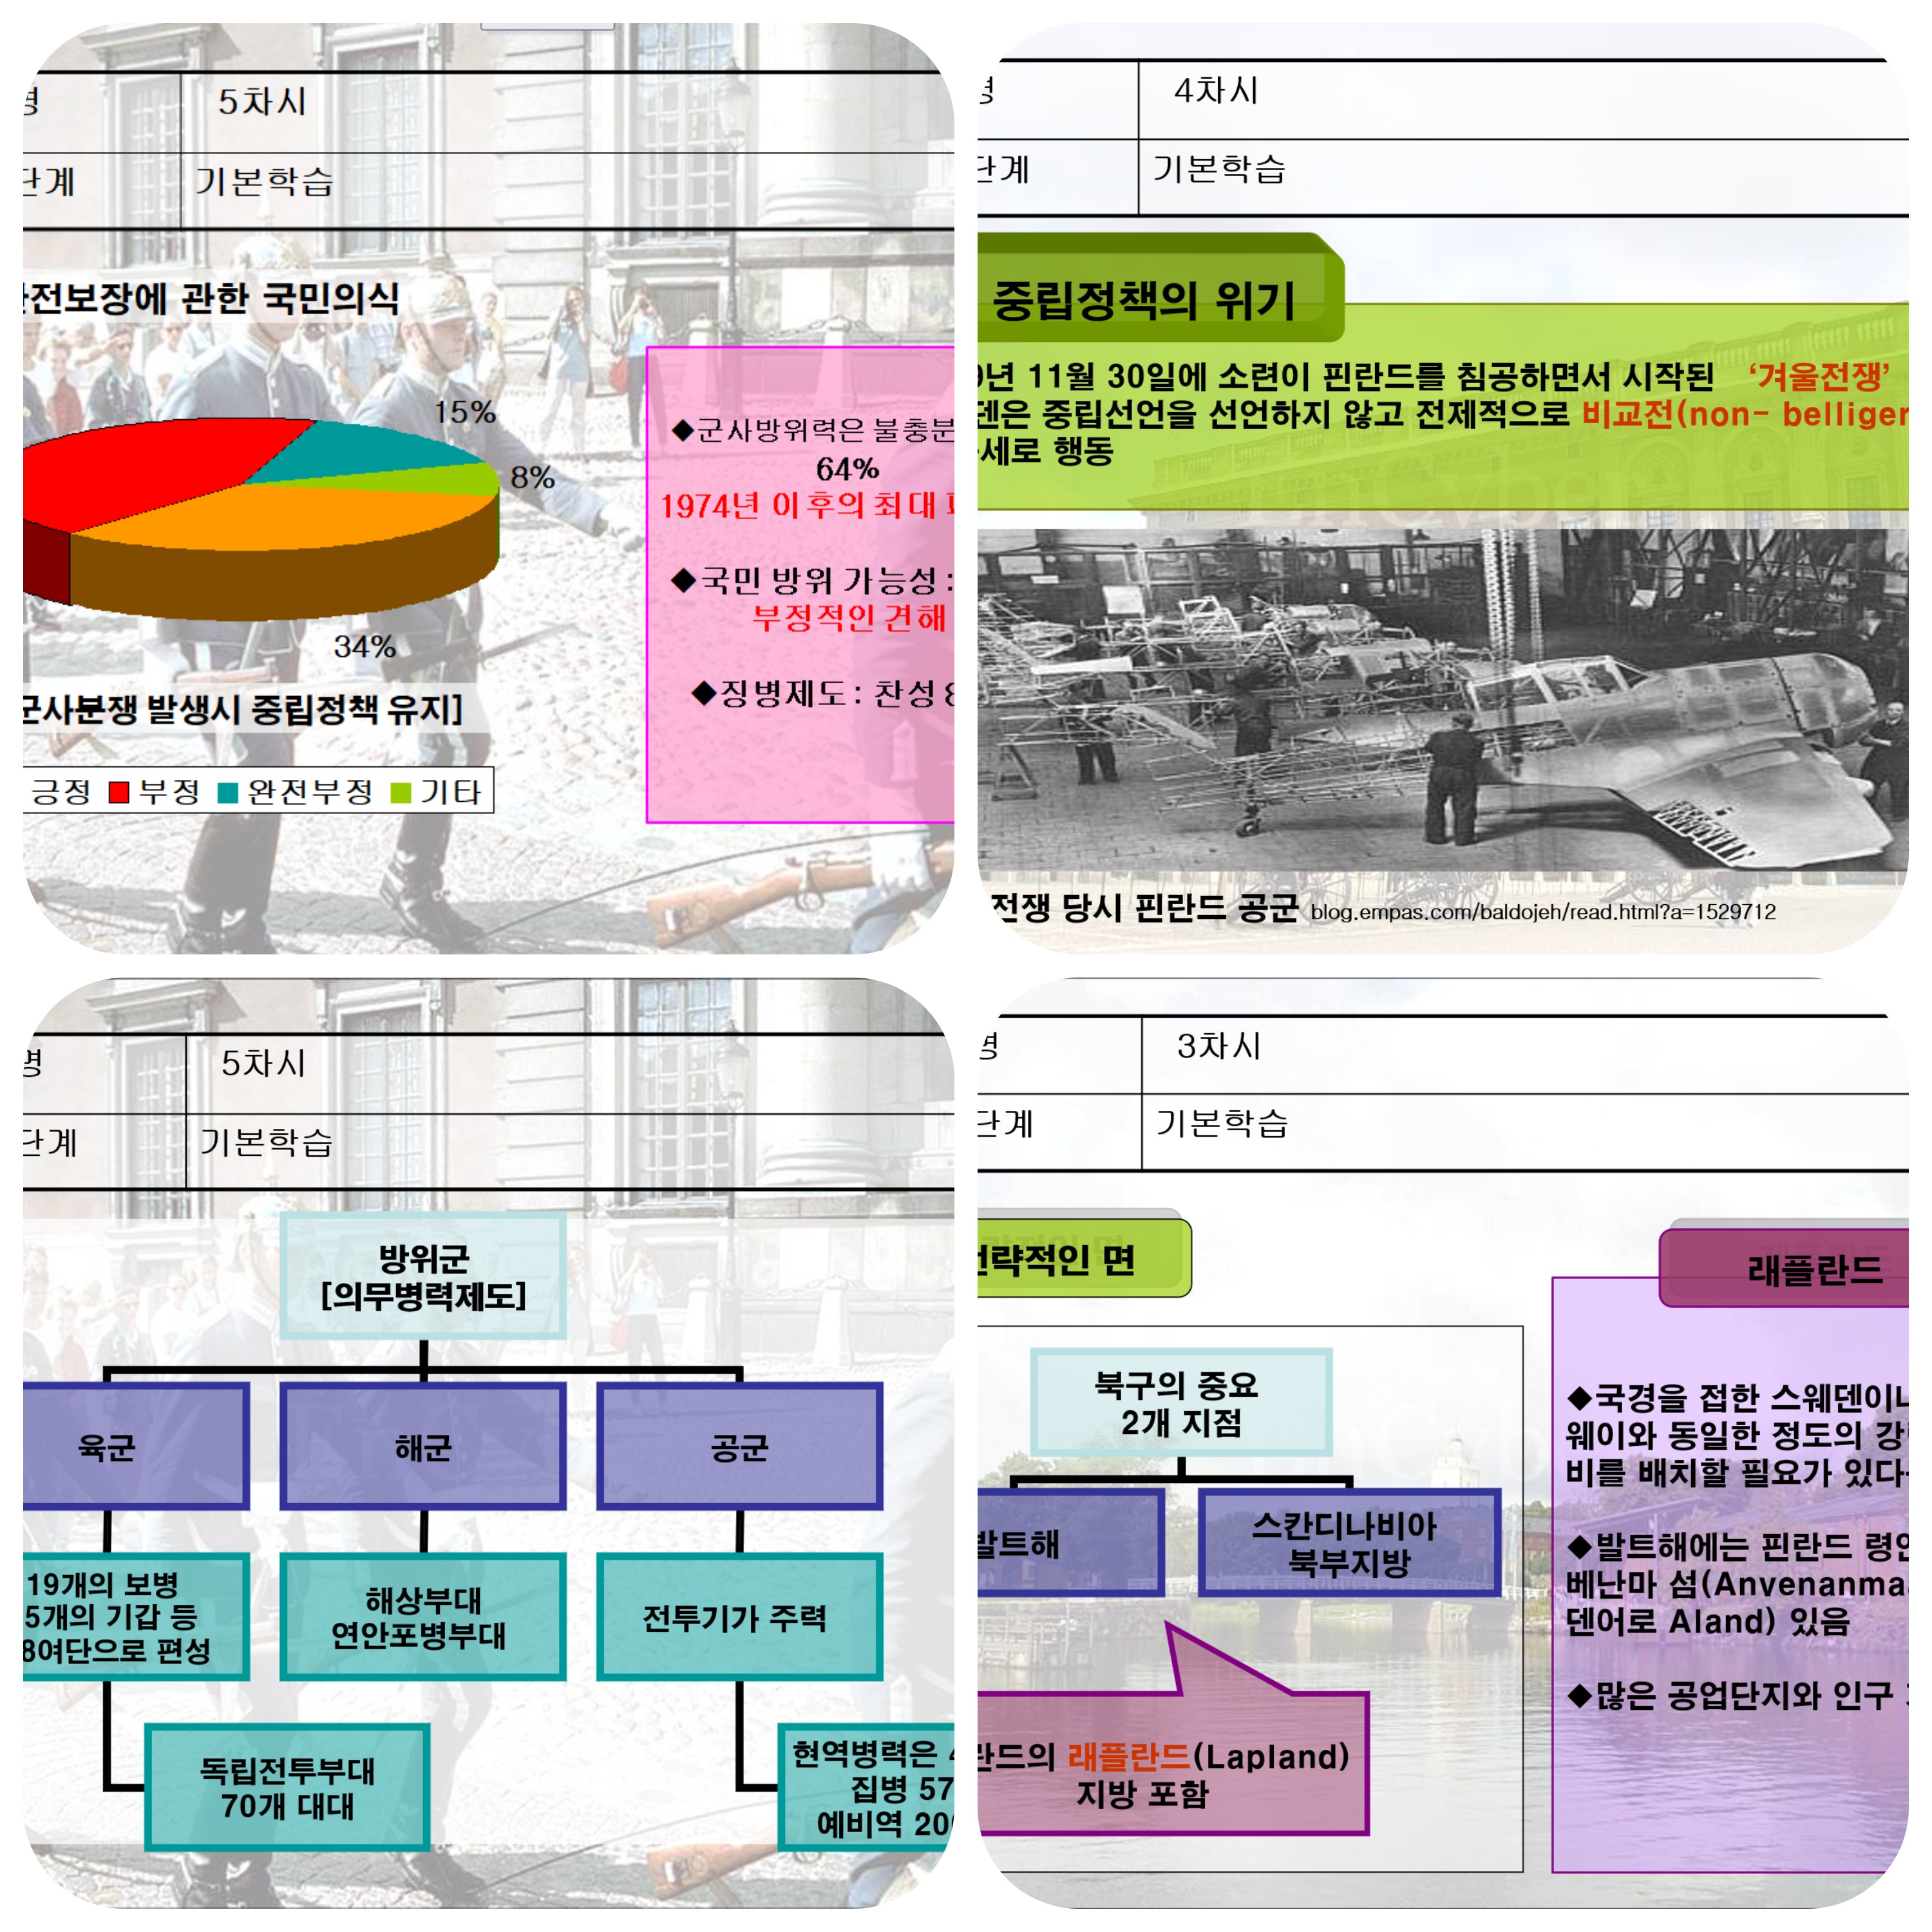 5차시
단계
기본학습
안전보장에 관한 국민의식
15%
8%
34%
군사분쟁 발생시 중립정책 유지]
긍정 부정 완전부정 기타
◆군사방위력은 불충분
64%
1974년 이후의 최대
◆국민 방위 가능성 :
부정적인 견해
◆징병제도 : 찬성
4차시
단계
기본학습
중립정책의 위기
년 11월 30일에 소련이 핀란드를 침공하면서 시작된 ‘겨울전쟁’
덴은 중립선언을 선언하지 않고 전제적으로 비교전(non- belliger
세로 행동
전쟁 당시 핀란드 공군 blog.empas.com/baldojeh/read.html?a=1529712
5차시
단계
기본학습
방위군
[의무병력제도]
육군
해군
공군
19개의 보병
5개의 기갑 등
8여단으로 편성
해상부대
연안포병부대
전투기가 주력
독립전투부대
70개 대대
현역병력은
집병 57
예비역 20
3차시
단계
기본학습
전략적인 면
북구의 중요
2개 지점
발트해
스칸디나비아
북부지방
란드의 래플란드(Lapland)
지방 포함
래플란드
◆국경을 접한 스웨덴이나
웨이와 동일한 정도의 강
비를 배치할 필요가 있다
◆발트해에는 핀란드 령인
베난마 섬(Anvenanma
덴어로 Aland) 있음
◆많은 공업단지와 인구